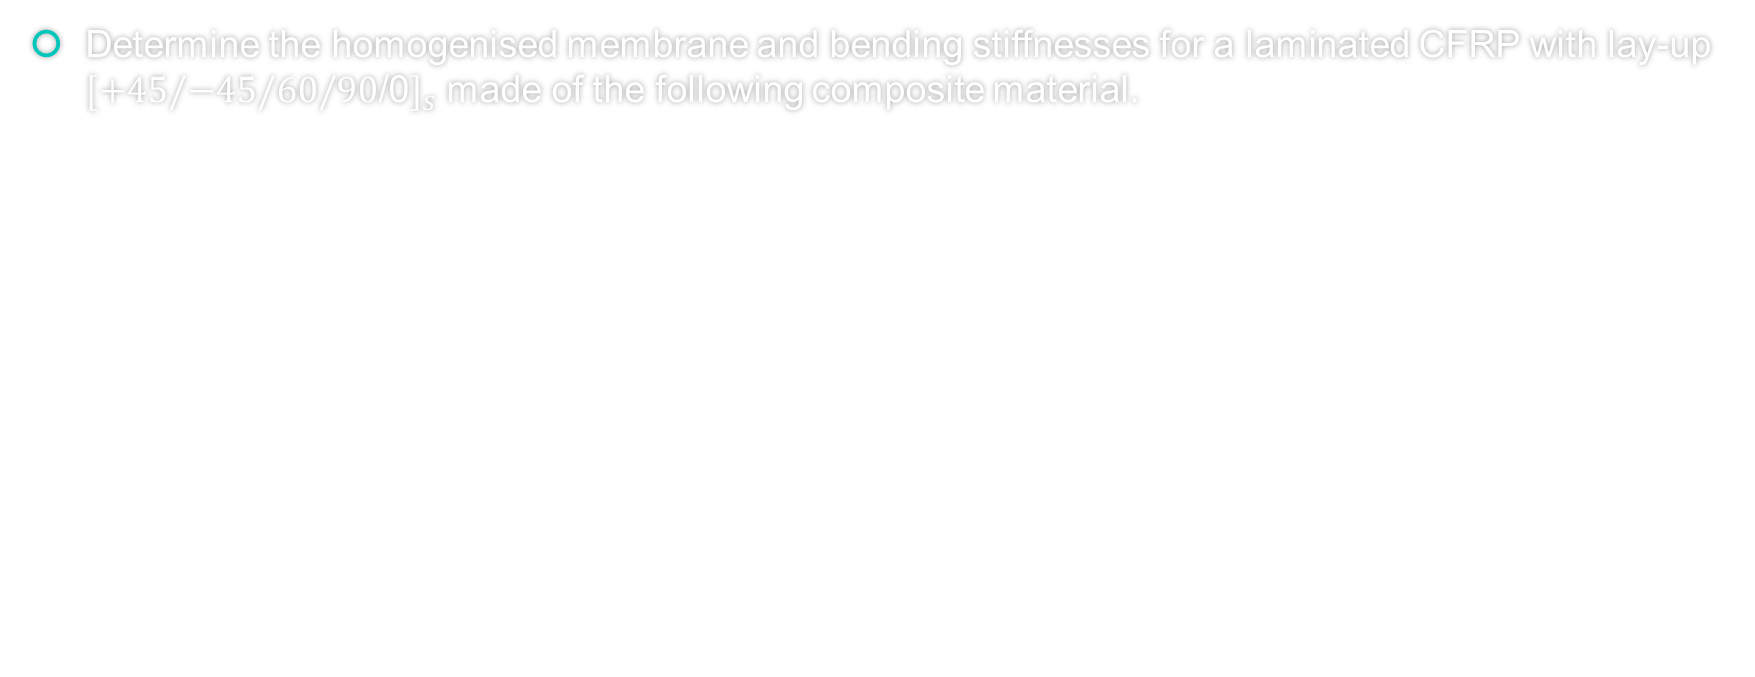 Determine the homogenised membrane and bending stiffnesses for a laminated CFRP with lay-up
[+45/−45/60/90/0]ₛ made of the following composite material.